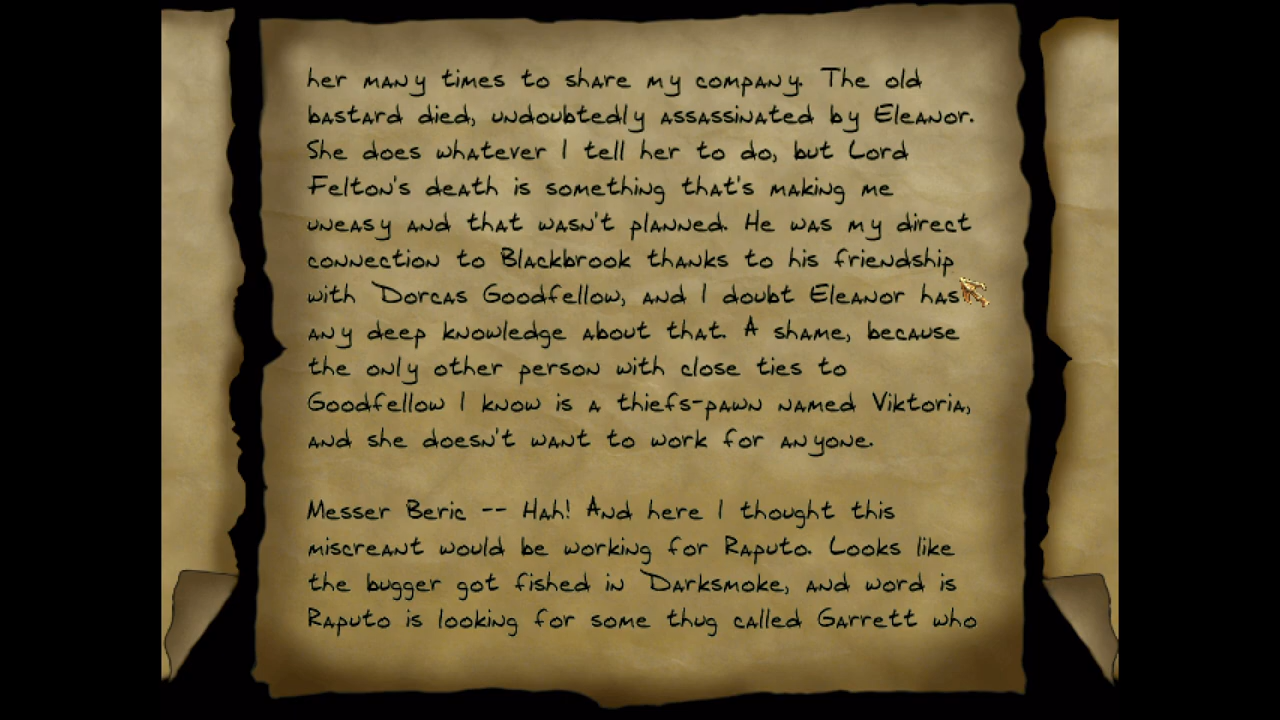 her many times to share my company. The old
bastard died, undoubtedly assassinated by Eleanor.
She does whatever I tell her to do, but Lord
Felton's death is something that's making me
uneasy and that wasn't planned. He was my direct
connection to Blackbrook thanks to his friendship
with Dorcas Goodfellow, and I doubt Eleanor has
any deep knowledge about that. A shame, because
the only other person with close ties to
Goodfellow I know is a thiefs-pawn named Viktoria,
and she doesn't want to work for anyone.
Messer Beric -- Hah! And here I thought this
miscreant would be working for Raputo. Looks like
the bugger got fished in Darksmoke, and word is
Raputo is looking for some thug called Garrett who